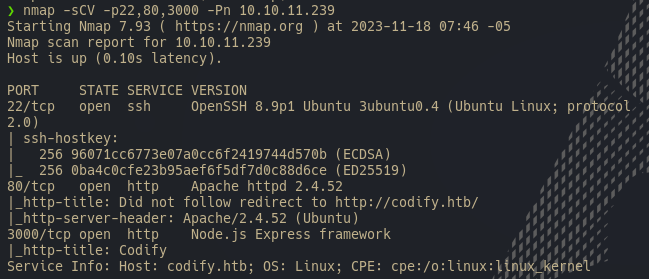 ❯ nmap -sCV -p22,80,3000 -Pn 10.10.11.239
Starting Nmap 7.93 ( https://nmap.org ) at 2023-11-18 07:46 -05
Nmap scan report for 10.10.11.239
Host is up (0.10s latency).
PORT     STATE SERVICE VERSION
22/tcp   open  ssh     OpenSSH 8.9p1 Ubuntu 3ubuntu0.4 (Ubuntu Linux; protocol
2.0)
| ssh-hostkey:
|   256 96071cc6773e07a0cc6f2419744d570b (ECDSA)
|_  256 0ba4c0cfe23b95aef6f5df7d0c88d6ce (ED25519)
80/tcp   open  http    Apache httpd 2.4.52
|_http-title: Did not follow redirect to http://codify.htb/
|_http-server-header: Apache/2.4.52 (Ubuntu)
3000/tcp open  http    Node.js Express framework
|_http-title: Codify
Service Info: Host: codify.htb; OS: Linux; CPE: cpe:/o:linux:linux_kernel